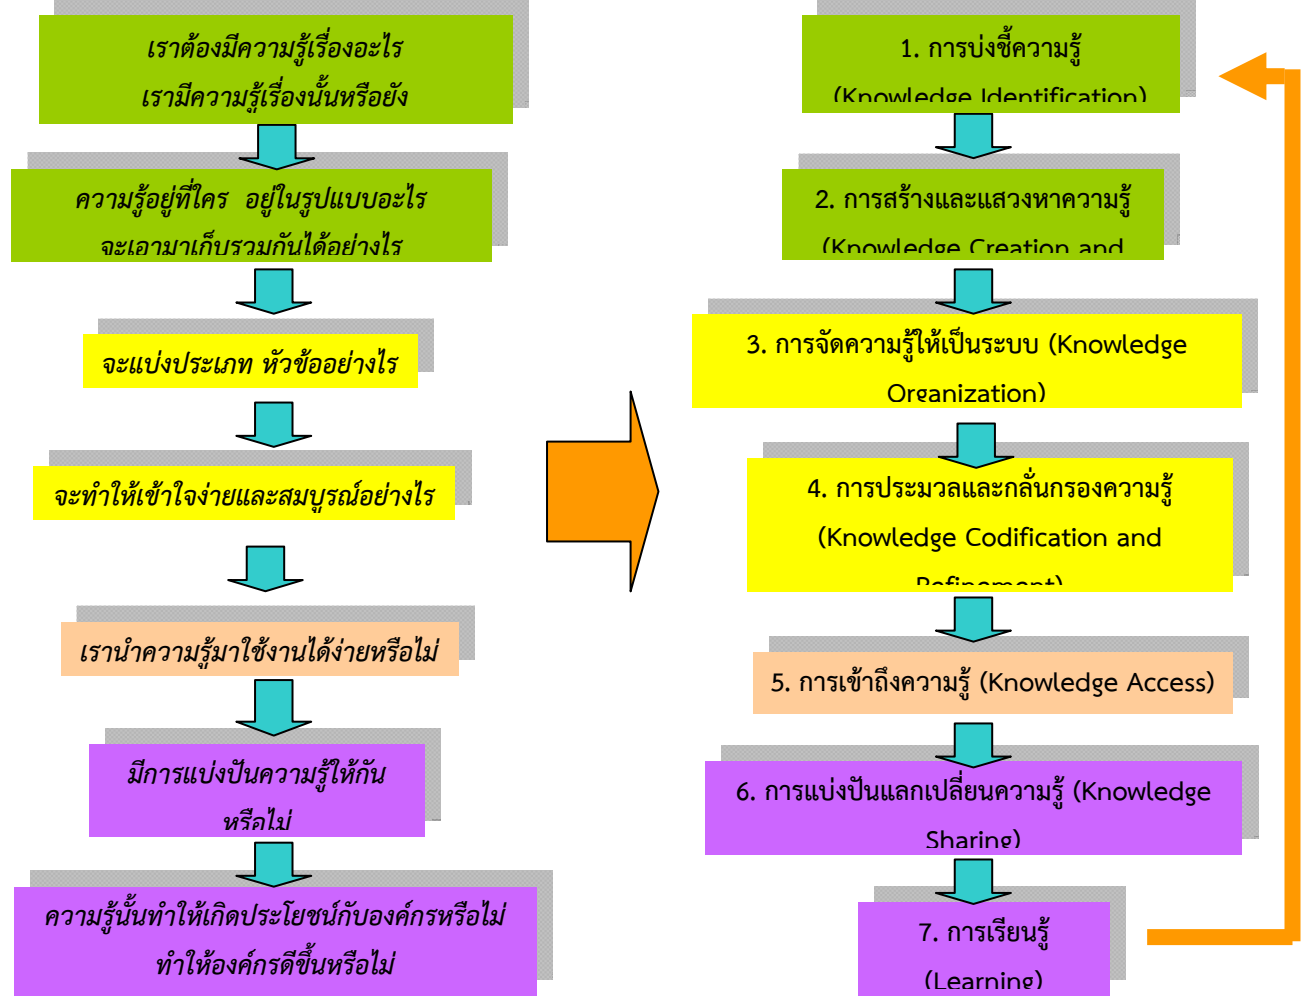 เราต้องมีความรู้เรื่องอะไร
เรามีความรู้เรื่องนั้นหรือยัง
ความรู้อยู่ที่ใคร อยู่ในรูปแบบอะไร
จะเอามาเก็บรวมกันได้อย่างไร
จะแบ่งประเภท หัวข้ออย่างไร
จะทำให้เข้าใจง่ายและสมบูรณ์อย่างไร
เรานำความรู้มาใช้งานได้ง่ายหรือไม่
มีการแบ่งปันความรู้ให้กัน
หรือไม่
ความรู้นั้นทำให้เกิดประโยชน์กับองค์กรหรือไม่
ทำให้องค์กรดีขึ้นหรือไม่
1. การบ่งชี้ความรู้
(Knowledge Identification)
2. การสร้างและแสวงหาความรู้
(Knowledge Creation and
3. การจัดความรู้ให้เป็นระบบ (Knowledge
Organization)
4. การประมวลและกลั่นกรองความรู้
(Knowledge Codification and
Refinement)
5. การเข้าถึงความรู้ (Knowledge Access)
6. การแบ่งปันแลกเปลี่ยนความรู้ (Knowledge
Sharing)
7. การเรียนรู้
(Learning)